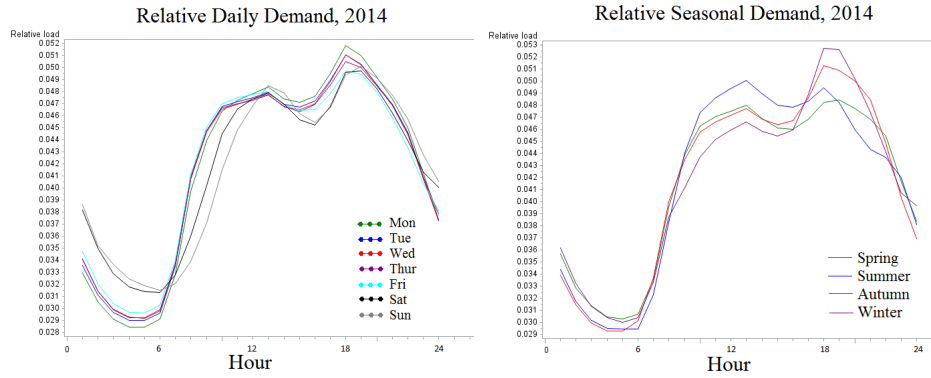 Relative Daily Demand, 2014
Relative load
0.052
0.051
0.050
0.049
0.048
0.047
0.046
0.045
0.044
0.043
0.042
0.041
0.040
0.039
0.038
0.037
0.036
0.035
0.034
0.033
0.032
0.031
0.030
0.029
0.028
Mon
Tue
Wed
Thur
Fri
Sat
Sun
0 6 12 18 24
Hour
Relative Seasonal Demand, 2014
Relative load
0.053
0.052
0.051
0.050
0.049
0.048
0.047
0.046
0.045
0.044
0.043
0.042
0.041
0.040
0.039
0.038
0.037
0.036
0.035
0.034
0.033
0.032
0.031
0.030
0.029
Spring
Summer
Autumn
Winter
0 6 12 18 24
Hour